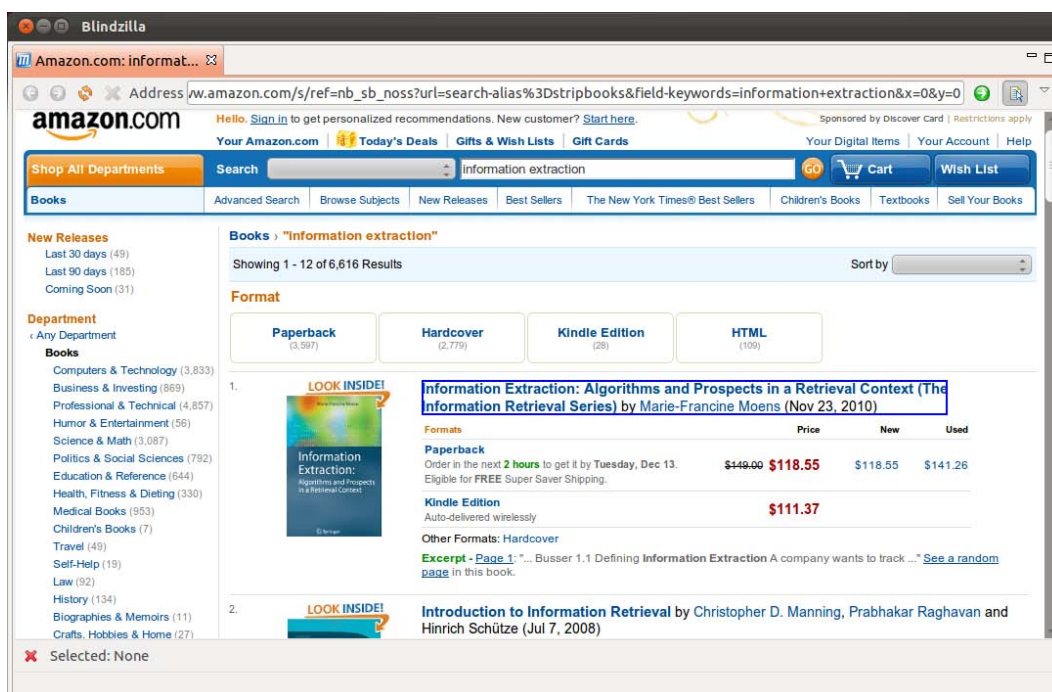 Blindzilla
Amazon.com: informat...
Address w.amazon.com/s/ref=nb_sb_noss?url=search-alias%3Dstripbooks&field-keywords=information+extraction&x=0&y=0
amazon.com
Hello. Sign in to get personalized recommendations. New customer? Start here.
Sponsored by Discover Card | Restrictions apply
Your Amazon.com | Today's Deals | Gifts & Wish Lists | Gift Cards
Your Digital Items | Your Account | Help
Shop All Departments
Search information extraction GO Cart Wish List
Books
Advanced Search | Browse Subjects | New Releases | Best Sellers | The New York Times® Best Sellers | Children's Books | Textbooks | Sell Your Books
New Releases
Last 30 days (49)
Last 90 days (185)
Coming Soon (31)
Department
‹ Any Department
Books
Computers & Technology (3,833)
Business & Investing (869)
Professional & Technical (4,857)
Humor & Entertainment (56)
Science & Math (3,087)
Politics & Social Sciences (792)
Education & Reference (644)
Health, Fitness & Dieting (330)
Medical Books (953)
Children's Books (7)
Travel (49)
Self-Help (19)
Law (92)
History (134)
Biographies & Memoirs (11)
Crafts, Hobbies & Home (27)
Books › "information extraction"
Showing 1 - 12 of 6,616 Results
Sort by
Format
Paperback
(3,597)
Hardcover
(2,779)
Kindle Edition
(28)
HTML
(109)
1.
LOOK INSIDE!
Marie-Francine Moens
Information
Extraction:
Algorithms and Prospects
in a Retrieval Context
Springer
Information Extraction: Algorithms and Prospects in a Retrieval Context (The
Information Retrieval Series) by Marie-Francine Moens (Nov 23, 2010)
Formats Price New Used
Paperback
Order in the next 2 hours to get it by Tuesday, Dec 13. $149.00 $118.55 $118.55 $141.26
Eligible for FREE Super Saver Shipping.
Kindle Edition
Auto-delivered wirelessly $111.37
Other Formats: Hardcover
Excerpt - Page 1: "... Busser 1.1 Defining Information Extraction A company wants to track ..." See a random
page in this book.
2.
LOOK INSIDE!
Introduction to Information Retrieval by Christopher D. Manning, Prabhakar Raghavan and
Hinrich Schütze (Jul 7, 2008)
Selected: None